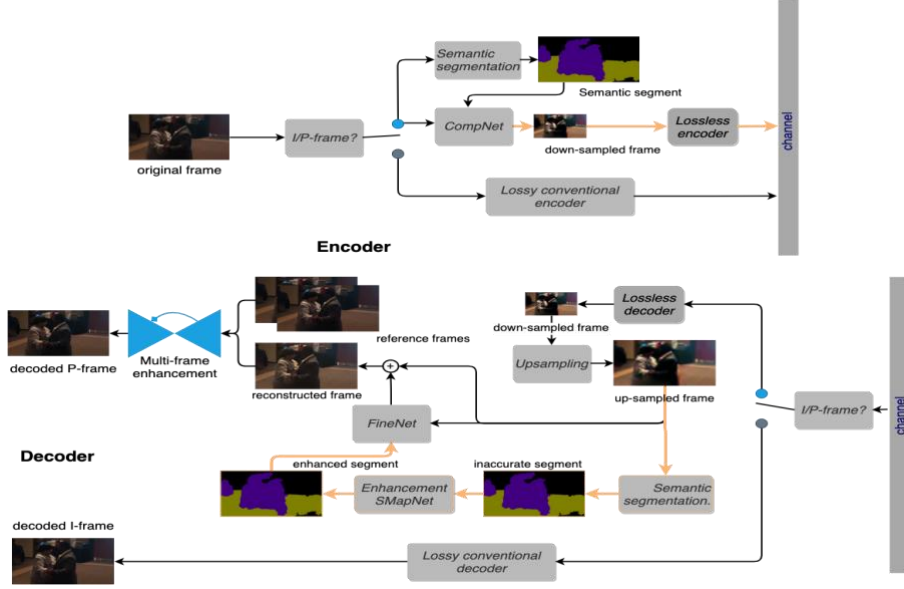 Semantic
segmentation
Semantic segment
I/P-frame?
CompNet
Lossless
encoder
channel
original frame
down-sampled frame
Lossy conventional
encoder
Encoder
Lossless
decoder
down-sampled frame
reference frames
decoded P-frame
Multi-frame
enhancement
Upsampling
reconstructed frame
up-sampled frame
I/P-frame?
channel
FineNet
Decoder
enhanced segment
inaccurate segment
Enhancement
SMapNet
Semantic
segmentation.
decoded I-frame
Lossy conventional
decoder